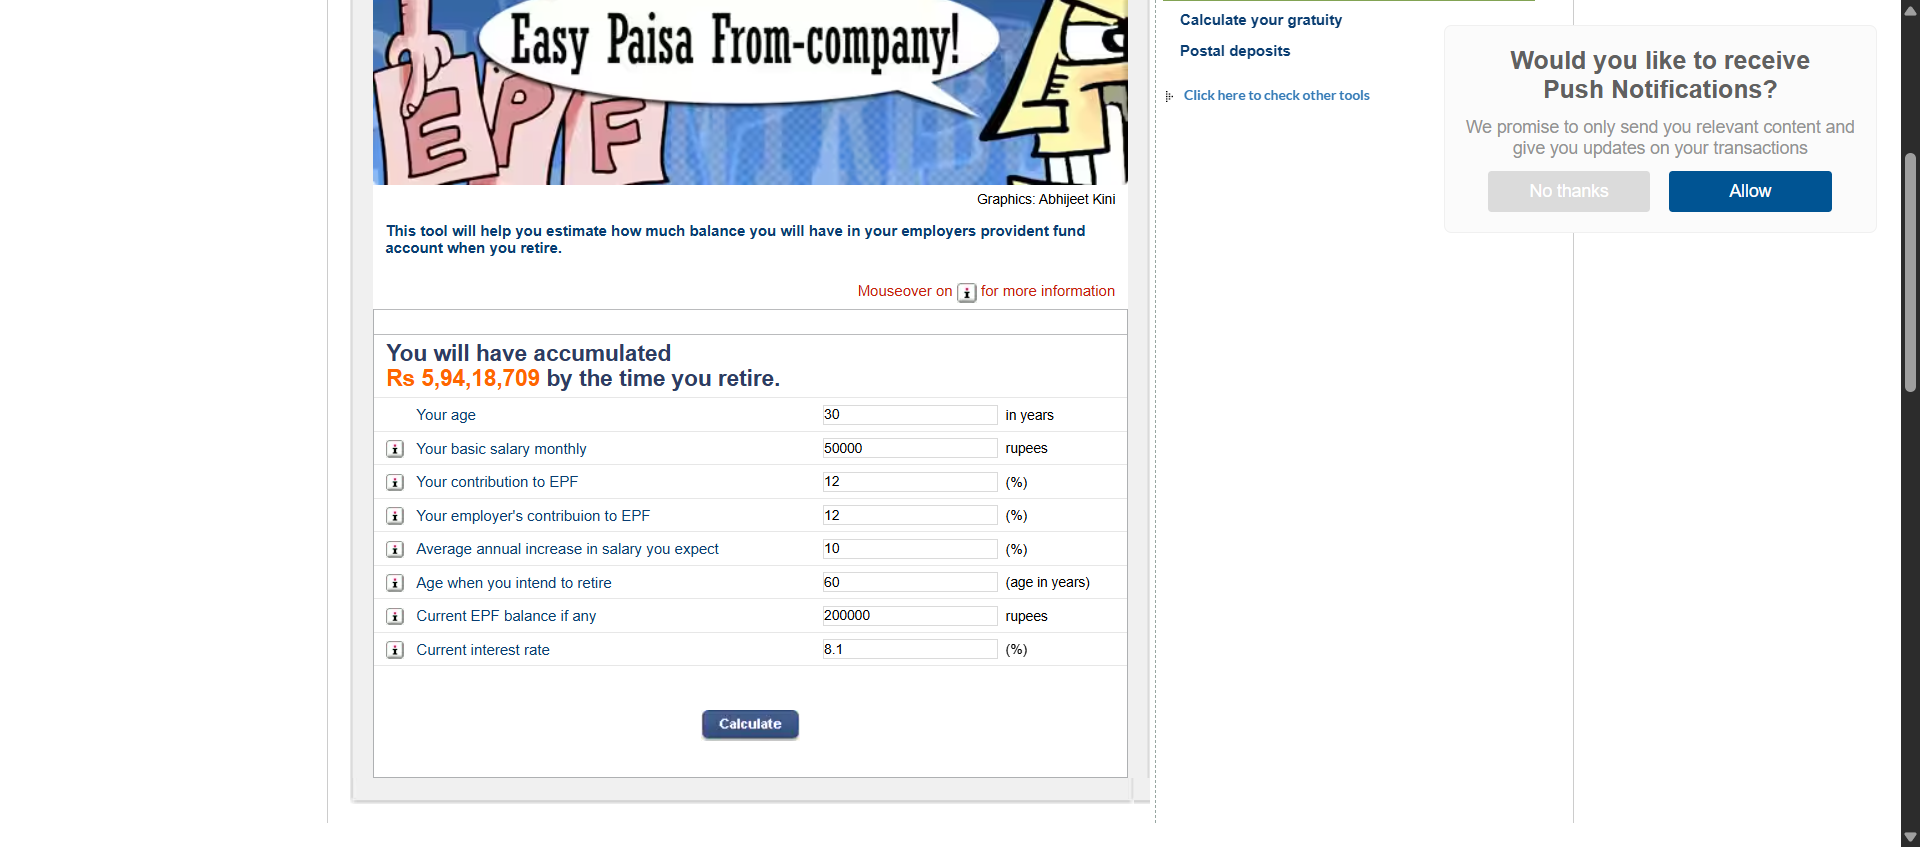 Easy Paisa From-company!
EPF
Graphics: Abhijeet Kini
This tool will help you estimate how much balance you will have in your employers provident fund
account when you retire.
Mouseover on i for more information
You will have accumulated
Rs 5,94,18,709 by the time you retire.
Your age 30 in years
i Your basic salary monthly 50000 rupees
i Your contribution to EPF 12 (%)
i Your employer's contribuion to EPF 12 (%)
i Average annual increase in salary you expect 10 (%)
i Age when you intend to retire 60 (age in years)
i Current EPF balance if any 200000 rupees
i Current interest rate 8.1 (%)
Calculate
Calculate your gratuity
Postal deposits
Click here to check other tools
Would you like to receive
Push Notifications?
We promise to only send you relevant content and
give you updates on your transactions
No thanks
Allow